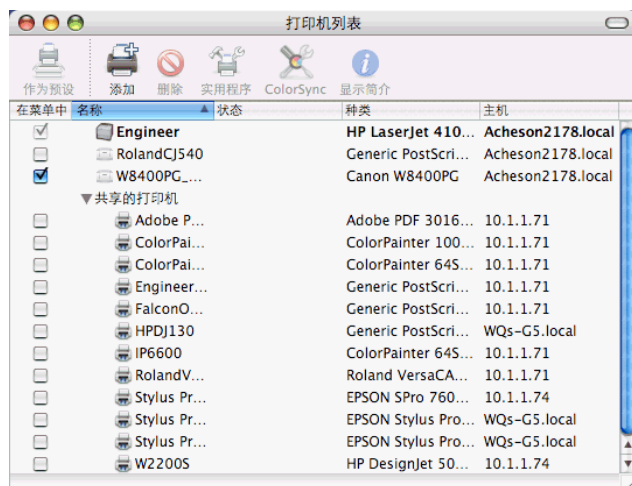 打印机列表
作为预设 添加 删除 实用程序 ColorSync 显示简介
在菜单中 名称 状态 种类 主机
Engineer HP LaserJet 410... Acheson2178.local
RolandCJ540 Generic PostScri... Acheson2178.local
W8400PG_... Canon W8400PG Acheson2178.local
共享的打印机
Adobe P... Adobe PDF 3016... 10.1.1.71
ColorPai... ColorPainter 100... 10.1.1.71
ColorPai... ColorPainter 64S... 10.1.1.71
Engineer... Generic PostScri... 10.1.1.71
FalconO... Generic PostScri... 10.1.1.71
HPDJ130 Generic PostScri... WQs-G5.local
IP6600 ColorPainter 64S... 10.1.1.71
RolandV... Roland VersaCA... 10.1.1.71
Stylus Pr... EPSON SPro 760... 10.1.1.74
Stylus Pr... EPSON Stylus Pro... WQs-G5.local
Stylus Pr... EPSON Stylus Pro... WQs-G5.local
W2200S HP DesignJet 50... 10.1.1.74